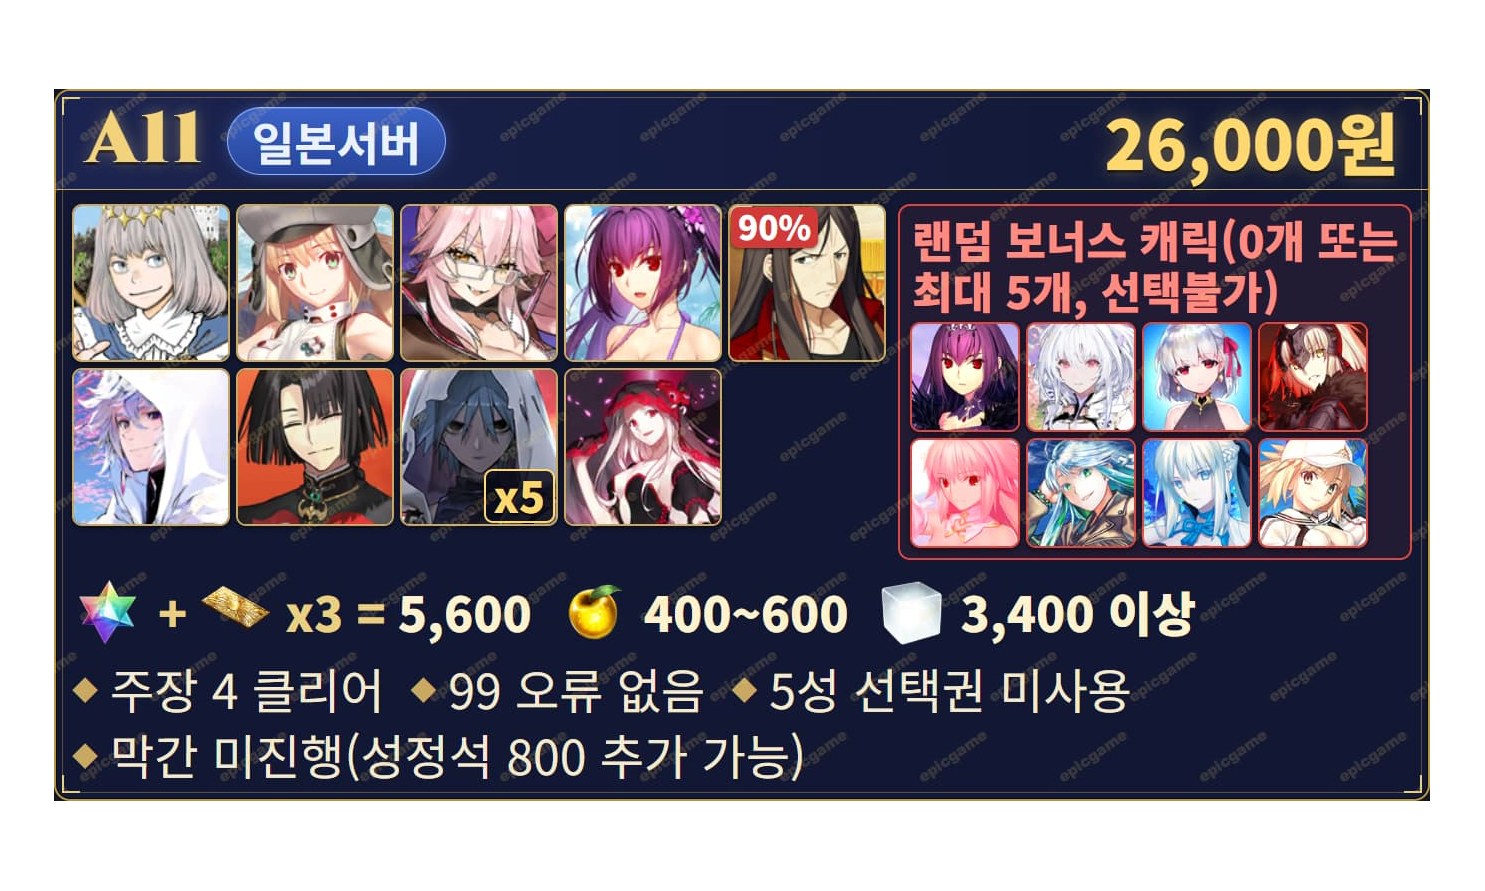 A11 일본서버 26,000원
90%
랜덤 보너스 캐릭(0개 또는
최대 5개, 선택불가)
x5
+ x3 = 5,600 400~600 3,400 이상
◆ 주장 4 클리어 ◆ 99 오류 없음 ◆ 5성 선택권 미사용
◆ 막간 미진행(성정석 800 추가 가능)
epicgame